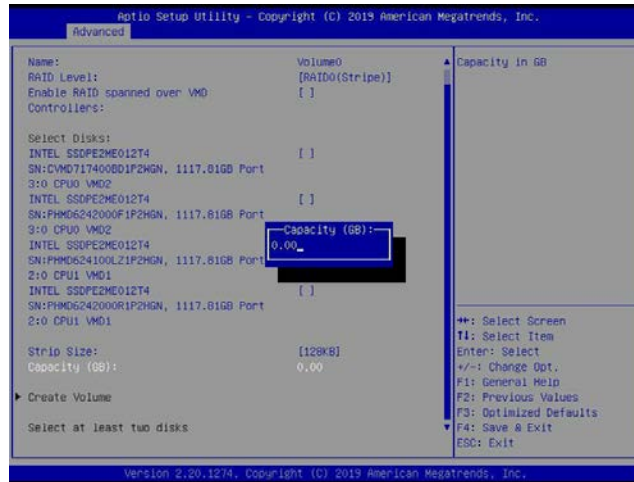 Aptio Setup Utility - Copyright (C) 2019 American Megatrends, Inc.
Advanced
Name: Volume0
RAID Level: [RAID0(Stripe)]
Enable RAID spanned over VMD [ ]
Controllers:
Select Disks:
INTEL SSDPE2ME012T4 [ ]
SN:CVMD717400BD1P2WGN, 1117.81GB Port
3:0 CPU0 VMD2
INTEL SSDPE2ME012T4 [ ]
SN:PHMD6242000F1P2HGN, 1117.81GB Port
3:0 CPU0 VMD2
INTEL SSDPE2ME012T4
SN:PHMD624100LZ1P2HGN, 1117.81GB Port
2:0 CPU1 VMD1
INTEL SSDPE2ME012T4 [ ]
SN:PHMD6242000R1P2HGN, 1117.81GB Port
2:0 CPU1 VMD1
Strip Size: [128KB]
Capacity (GB): 0.00
Create Volume
Select at least two disks
Capacity (GB):
0.00_
Capacity in GB
→←: Select Screen
↑↓: Select Item
Enter: Select
+/-: Change Opt.
F1: General Help
F2: Previous Values
F3: Optimized Defaults
F4: Save & Exit
ESC: Exit
Version 2.20.1274. Copyright (C) 2019 American Megatrends, Inc.